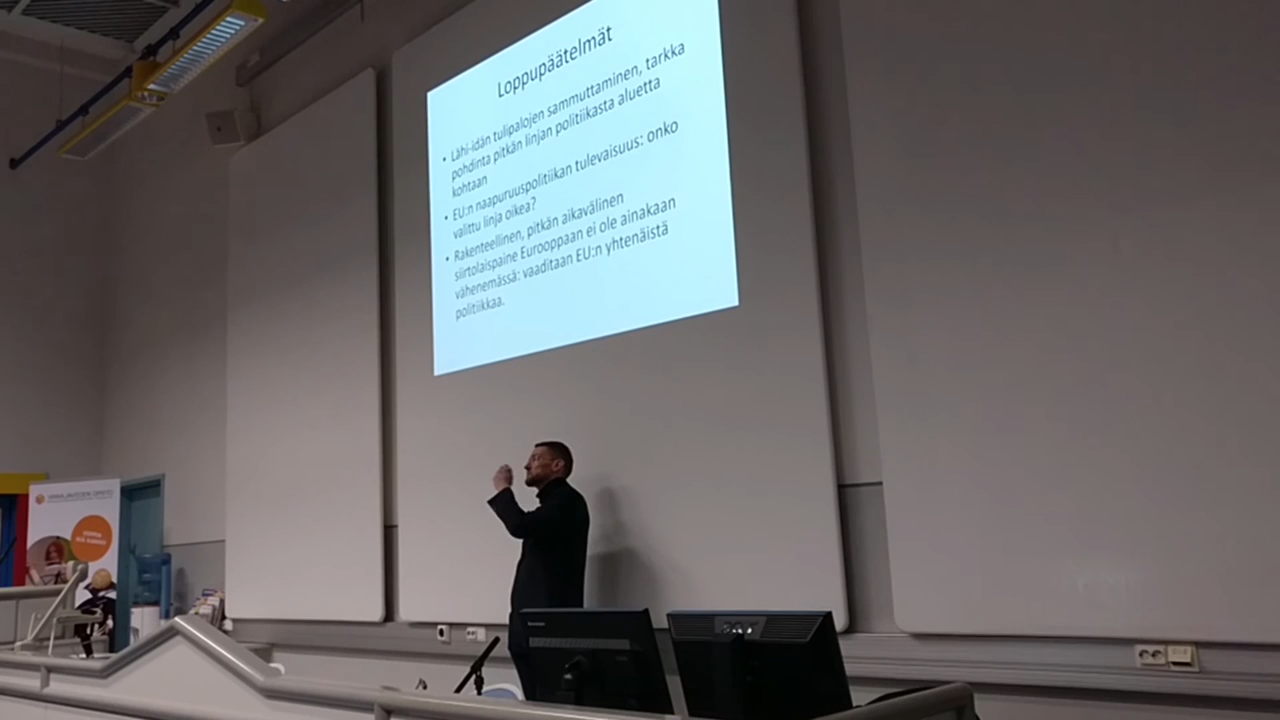 Loppupäätelmät
• Lähi-idän tulipalojen sammuttaminen, tarkka
pohdinta pitkän linjan politiikasta aluetta
kohtaan
• EU:n naapuruuspolitiikan tulevaisuus: onko
valittu linja oikea?
• Rakenteellinen, pitkän aikavälinen
siirtolaispaine Eurooppaan ei ole ainakaan
vähenemässä: vaaditaan EU:n yhtenäistä
politiikkaa.